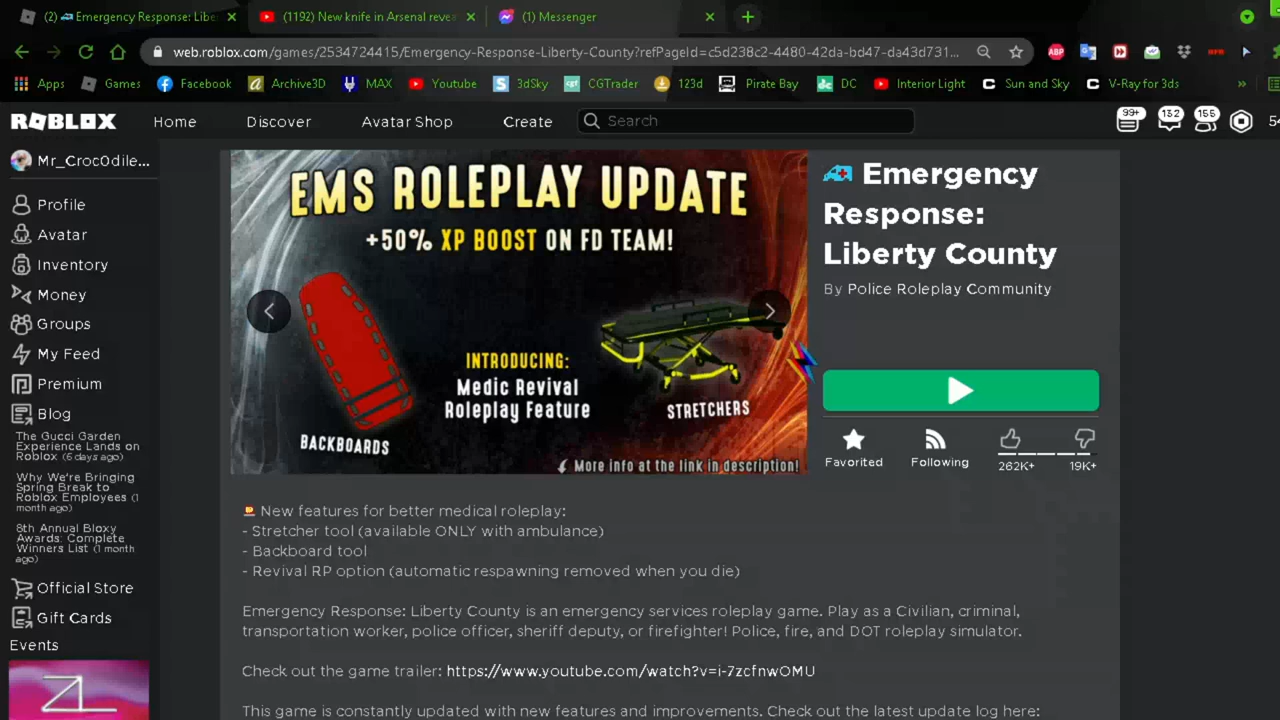 (2) Emergency Response: Libe
(1192) New knife in Arsenal revea
(1) Messenger
web.roblox.com/games/2534724415/Emergency-Response-Liberty-County?refPageId=c5d238c2-4480-42da-bd47-da43d731...
ABP
Apps Games Facebook Archive3D MAX Youtube 3dSky CGTrader 123d Pirate Bay DC Interior Light Sun and Sky V-Ray for 3ds »
ROBLOX Home Discover Avatar Shop Create Search 99+ 132 155
Mr_Croc0dile...
Profile
Avatar
Inventory
Money
Groups
My Feed
Premium
Blog
The Gucci Garden
Experience Lands on
Roblox (6 days ago)
Why We're Bringing
Spring Break to
Roblox Employees (1
month ago)
8th Annual Bloxy
Awards: Complete
Winners List (1 month
ago)
Official Store
Gift Cards
Events
EMS ROLEPLAY UPDATE
+50% XP BOOST ON FD TEAM!
INTRODUCING:
Medic Revival
Roleplay Feature
BACKBOARDS
STRETCHERS
More info at the link in description!
Emergency
Response:
Liberty County
By Police Roleplay Community
Favorited Following 262K+ 19K+
New features for better medical roleplay:
- Stretcher tool (available ONLY with ambulance)
- Backboard tool
- Revival RP option (automatic respawning removed when you die)
Emergency Response: Liberty County is an emergency services roleplay game. Play as a Civilian, criminal,
transportation worker, police officer, sheriff deputy, or firefighter! Police, fire, and DOT roleplay simulator.
Check out the game trailer: https://www.youtube.com/watch?v=i-7zcfnwOMU
This game is constantly updated with new features and improvements. Check out the latest update log here: